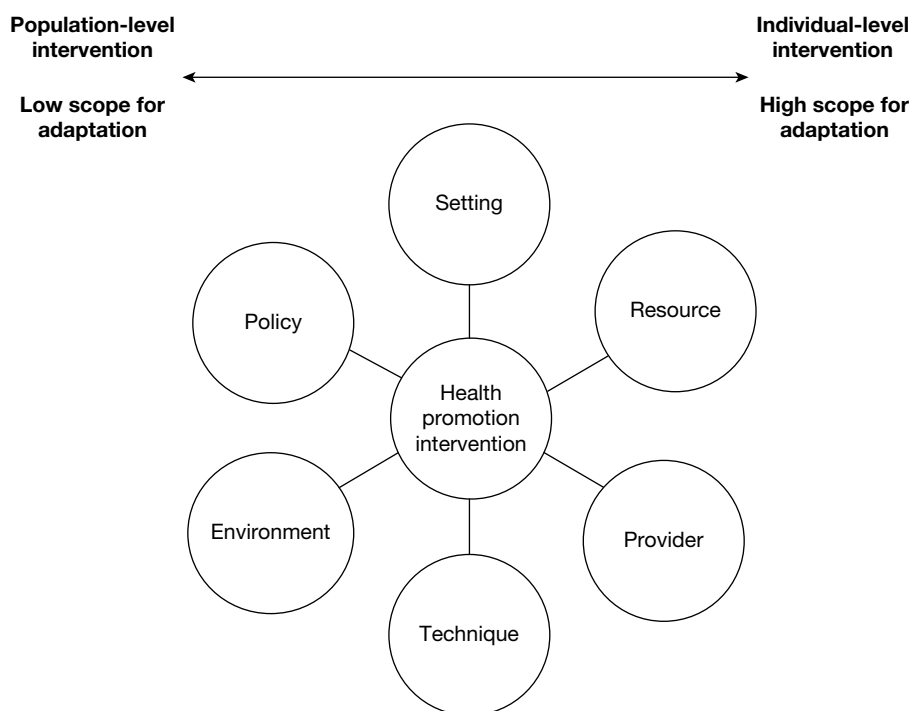 Population-level
intervention
Low scope for
adaptation
Individual-level
intervention
High scope for
adaptation
Setting
Policy
Resource
Health
promotion
intervention
Environment
Provider
Technique